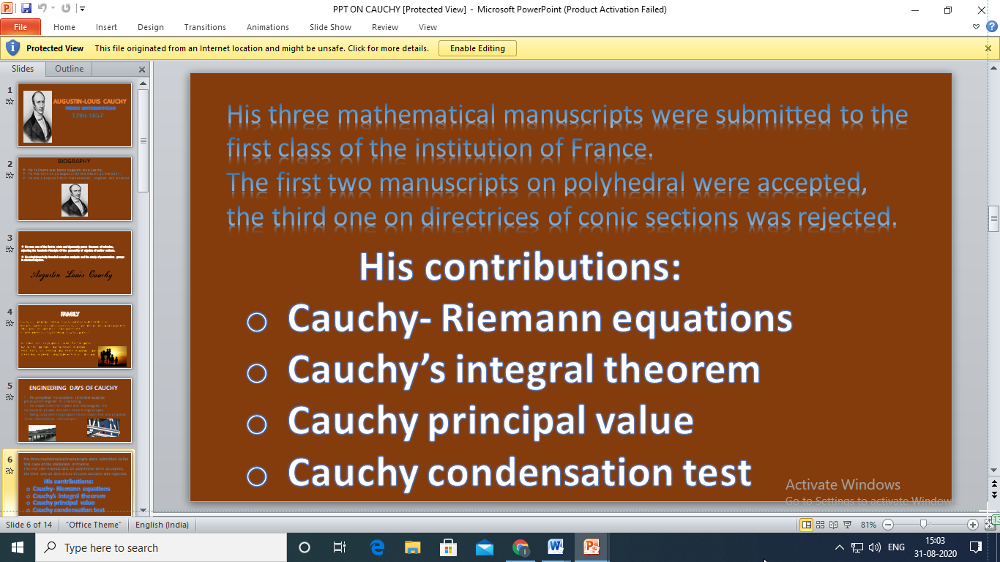 PPT ON CAUCHY [Protected View] - Microsoft PowerPoint (Product Activation Failed)
File Home Insert Design Transitions Animations Slide Show Review View
Protected View This file originated from an Internet location and might be unsafe. Click for more details. Enable Editing
Slides Outline
1
AUGUSTIN-LOUIS CAUCHY
FRENCH MATHEMATICIAN
1789-1857
2
BIOGRAPHY
3
Augustin Louis Cauchy
4
FAMILY
5
ENGINEERING DAYS OF CAUCHY
6
His three mathematical manuscripts were submitted to the
first class of the institution of France.
The first two manuscripts on polyhedral were accepted,
the third one on directrices of conic sections was rejected.
His contributions:
o Cauchy- Riemann equations
o Cauchy's integral theorem
o Cauchy principal value
o Cauchy condensation test
His three mathematical manuscripts were submitted to the
first class of the institution of France.
The first two manuscripts on polyhedral were accepted,
the third one on directrices of conic sections was rejected.
His contributions:
o Cauchy- Riemann equations
o Cauchy’s integral theorem
o Cauchy principal value
o Cauchy condensation test
Activate Windows
Go to Settings to activate Window
Slide 6 of 14 "Office Theme" English (India) 81%
Type here to search
ENG
15:03
31-08-2020